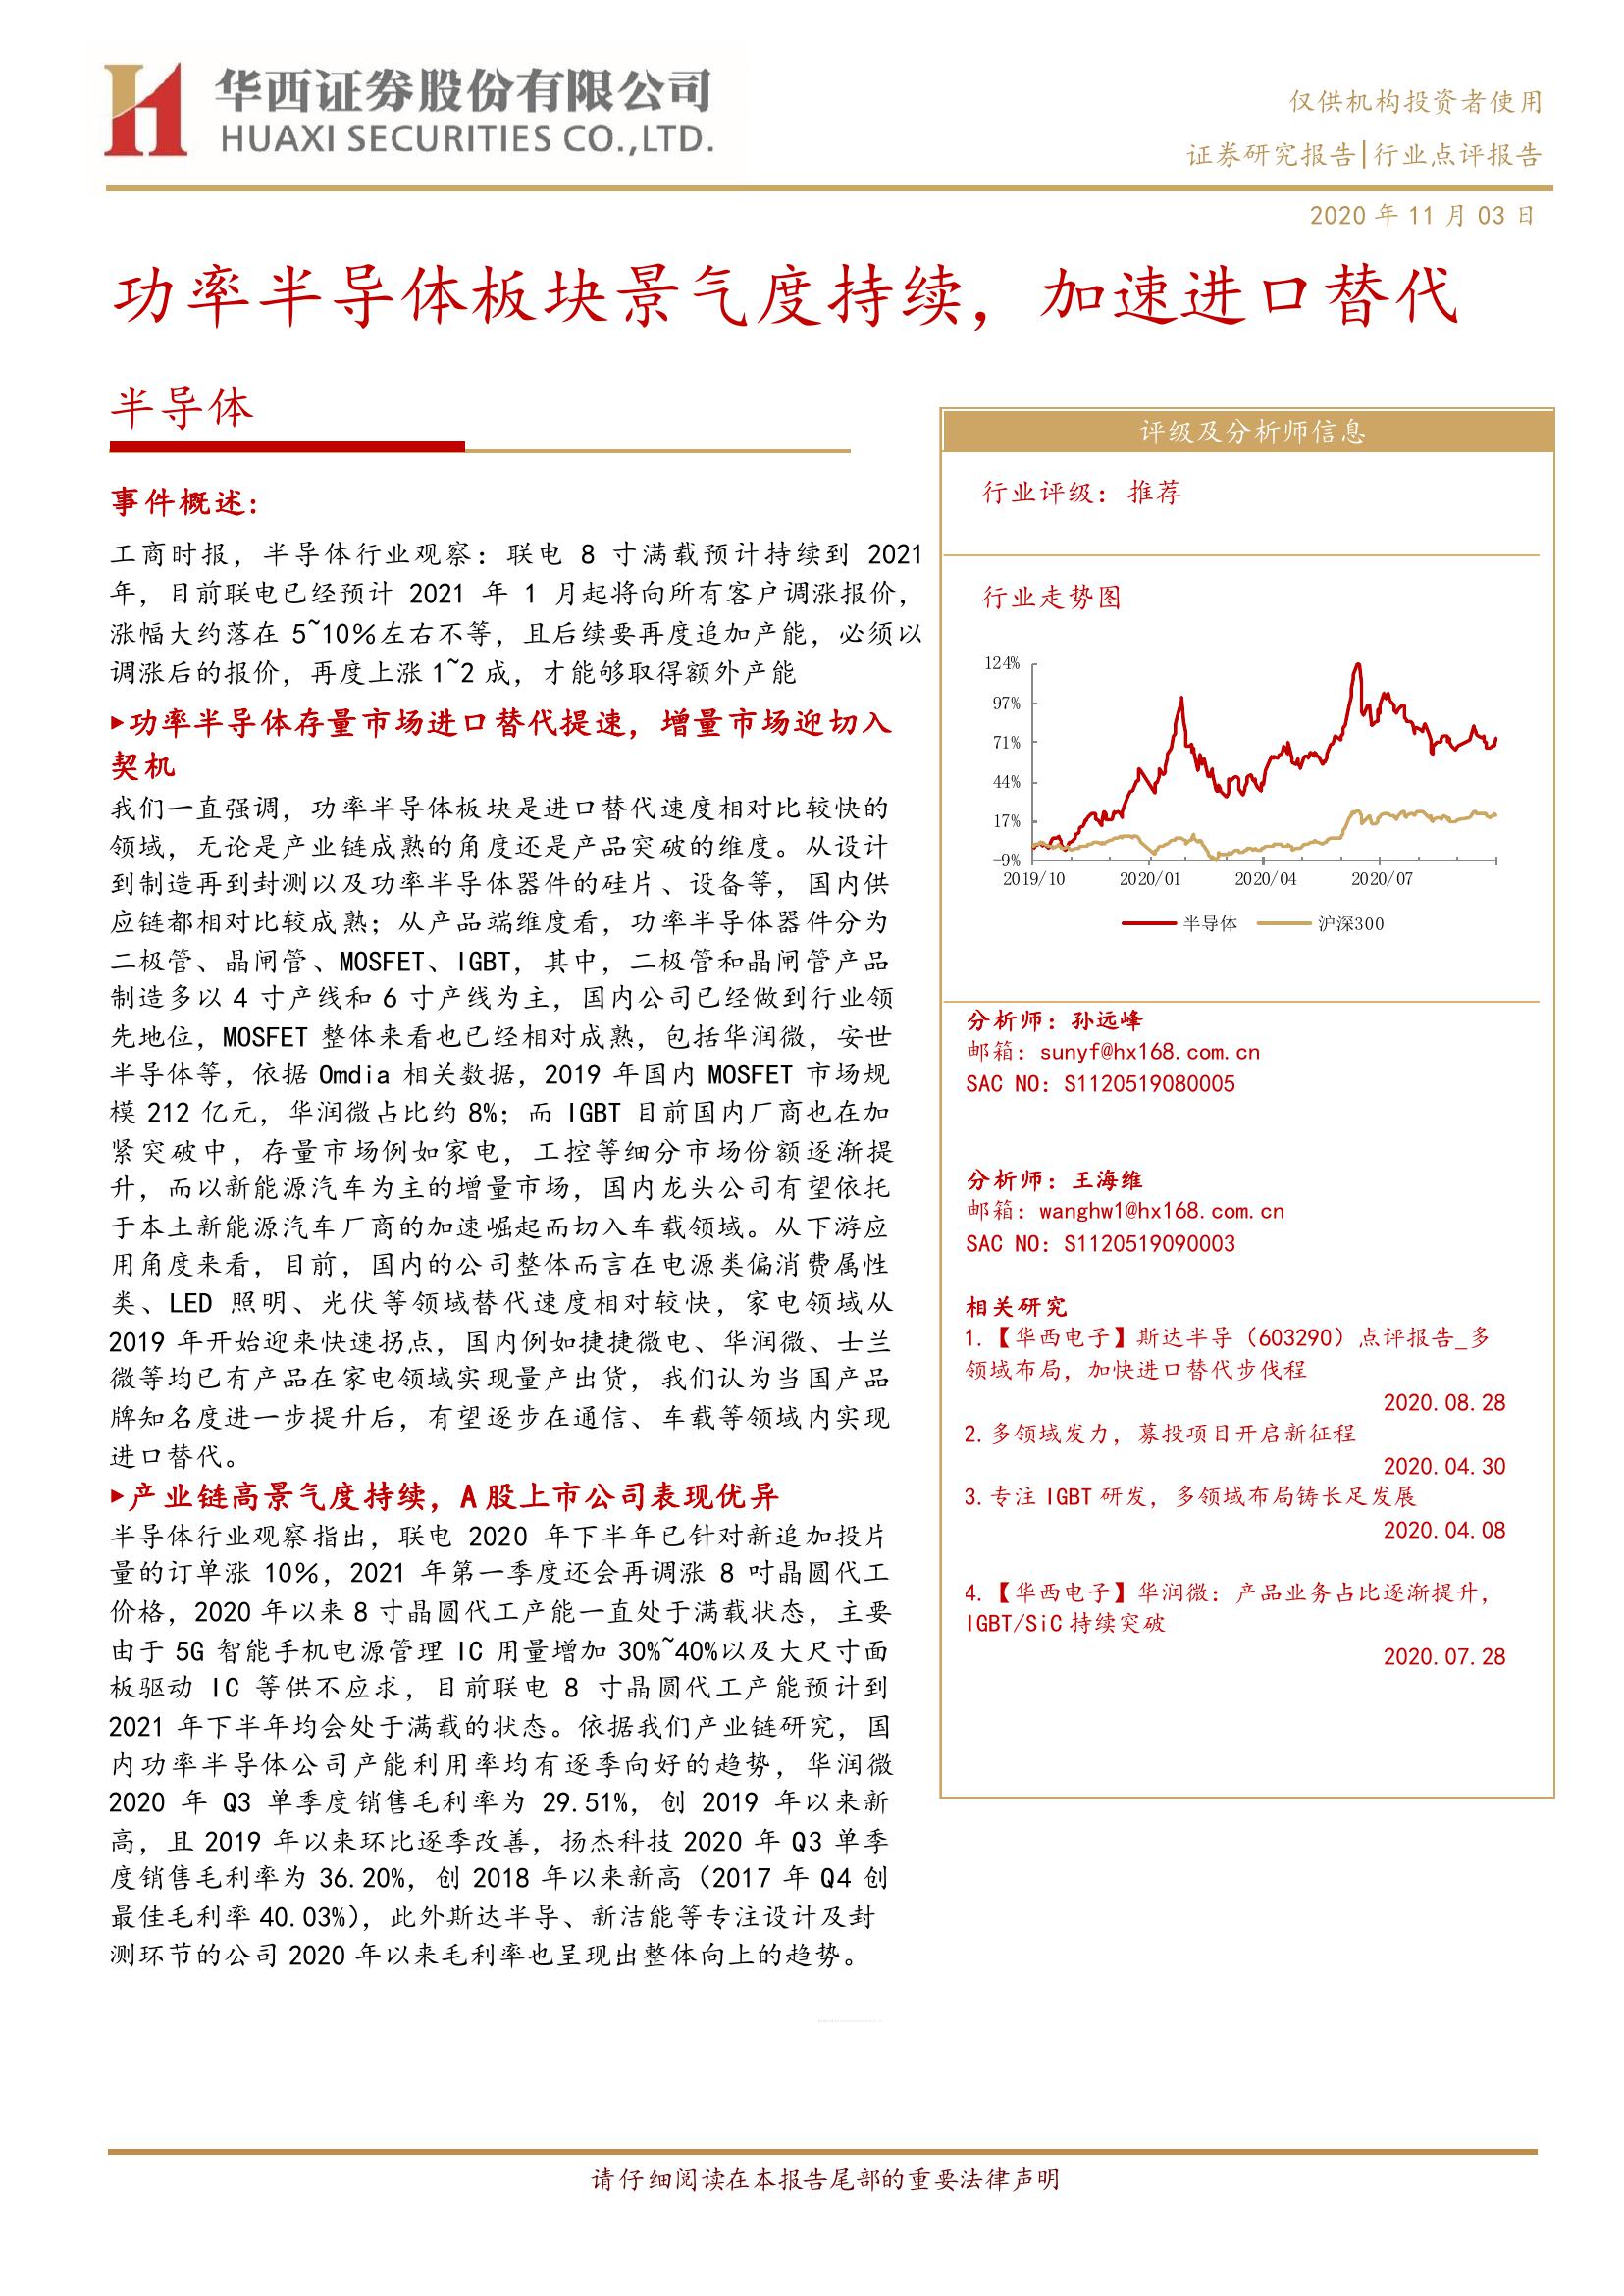 华西证券股份有限公司
HUAXI SECURITIES CO.,LTD.
仅供机构投资者使用
证券研究报告|行业点评报告
2020 年 11 月 03 日
功率半导体板块景气度持续，加速进口替代
半导体
事件概述：
工商时报，半导体行业观察：联电 8 寸满载预计持续到 2021
年，目前联电已经预计 2021 年 1 月起将向所有客户调涨报价，
涨幅大约落在 5~10%左右不等，且后续要再度追加产能，必须以
调涨后的报价，再度上涨 1~2 成，才能够取得额外产能
▸功率半导体存量市场进口替代提速，增量市场迎切入
契机
我们一直强调，功率半导体板块是进口替代速度相对比较快的
领域，无论是产业链成熟的角度还是产品突破的维度。从设计
到制造再到封测以及功率半导体器件的硅片、设备等，国内供
应链都相对比较成熟；从产品端维度看，功率半导体器件分为
二极管、晶闸管、MOSFET、IGBT，其中，二极管和晶闸管产品
制造多以 4 寸产线和 6 寸产线为主，国内公司已经做到行业领
先地位，MOSFET 整体来看也已经相对成熟，包括华润微，安世
半导体等，依据 Omdia 相关数据，2019 年国内 MOSFET 市场规
模 212 亿元，华润微占比约 8%；而 IGBT 目前国内厂商也在加
紧突破中，存量市场例如家电，工控等细分市场份额逐渐提
升，而以新能源汽车为主的增量市场，国内龙头公司有望依托
于本土新能源汽车厂商的加速崛起而切入车载领域。从下游应
用角度来看，目前，国内的公司整体而言在电源类偏消费属性
类、LED 照明、光伏等领域替代速度相对较快，家电领域从
2019 年开始迎来快速拐点，国内例如捷捷微电、华润微、士兰
微等均已有产品在家电领域实现量产出货，我们认为当国产品
牌知名度进一步提升后，有望逐步在通信、车载等领域内实现
进口替代。
▸产业链高景气度持续，A 股上市公司表现优异
半导体行业观察指出，联电 2020 年下半年已针对新追加投片
量的订单涨 10%，2021 年第一季度还会再调涨 8 吋晶圆代工
价格，2020 年以来 8 寸晶圆代工产能一直处于满载状态，主要
由于 5G 智能手机电源管理 IC 用量增加 30%~40%以及大尺寸面
板驱动 IC 等供不应求，目前联电 8 寸晶圆代工产能预计到
2021 年下半年均会处于满载的状态。依据我们产业链研究，国
内功率半导体公司产能利用率均有逐季向好的趋势，华润微
2020 年 Q3 单季度销售毛利率为 29.51%，创 2019 年以来新
高，且 2019 年以来环比逐季改善，扬杰科技 2020 年 Q3 单季
度销售毛利率为 36.20%，创 2018 年以来新高（2017 年 Q4 创
最佳毛利率 40.03%），此外斯达半导、新洁能等专注设计及封
测环节的公司 2020 年以来毛利率也呈现出整体向上的趋势。
评级及分析师信息
行业评级：推荐
行业走势图
124%
97%
71%
44%
17%
-9%
2019/10 2020/01 2020/04 2020/07
半导体 沪深300
分析师：孙远峰
邮箱：sunyf@hx168.com.cn
SAC NO：S1120519080005
分析师：王海维
邮箱：wanghw1@hx168.com.cn
SAC NO：S1120519090003
相关研究
1.【华西电子】斯达半导（603290）点评报告_多
领域布局，加快进口替代步伐程
2020.08.28
2.多领域发力，募投项目开启新征程
2020.04.30
3.专注 IGBT 研发，多领域布局铸长足发展
2020.04.08
4.【华西电子】华润微：产品业务占比逐渐提升，
IGBT/SiC 持续突破
2020.07.28
请仔细阅读在本报告尾部的重要法律声明